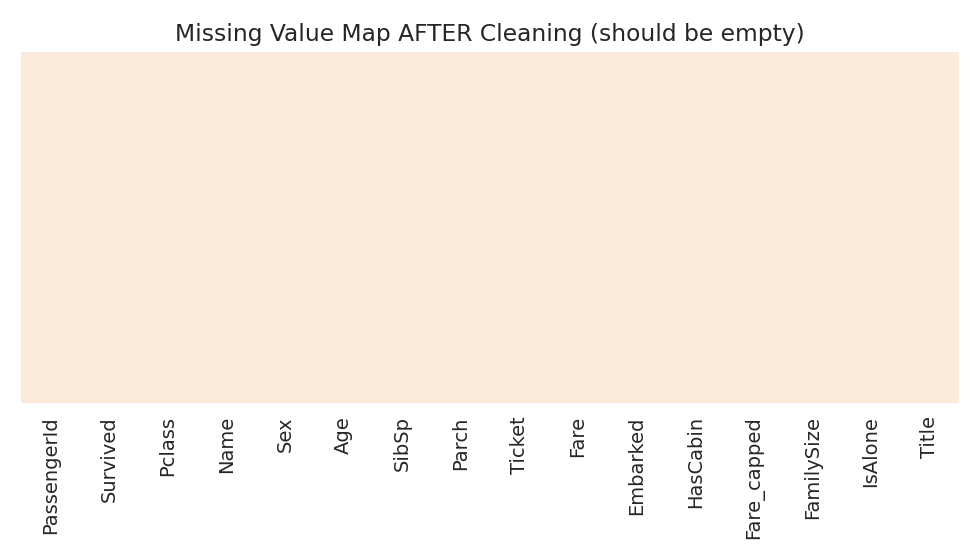 Missing Value Map AFTER Cleaning (should be empty)
PassengerId
Survived
Pclass
Name
Sex
Age
SibSp
Parch
Ticket
Fare
Embarked
HasCabin
Fare_capped
FamilySize
IsAlone
Title